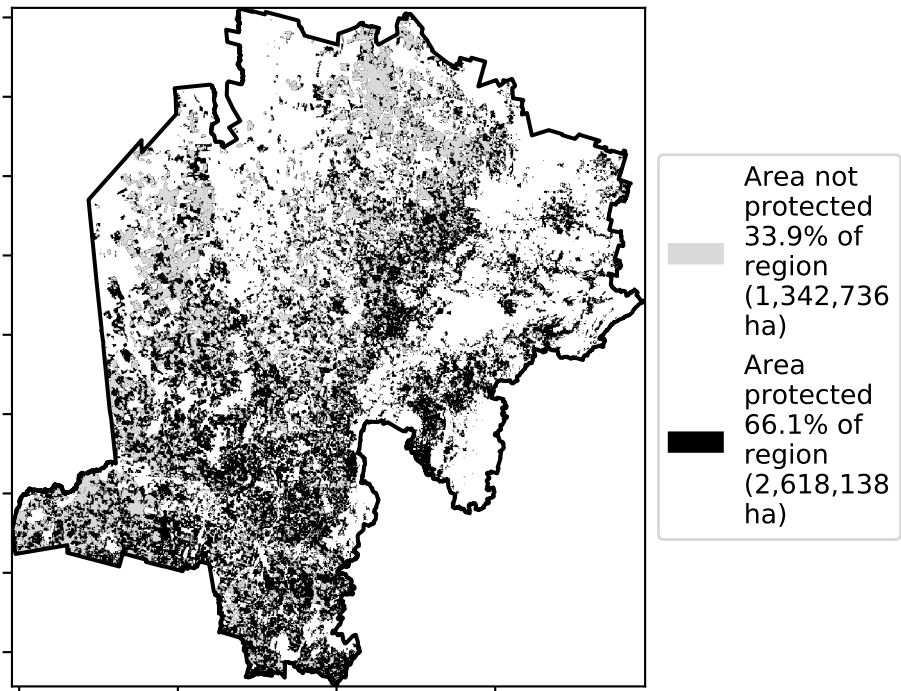 Area not
protected
33.9% of
region
(1,342,736
ha)
Area
protected
66.1% of
region
(2,618,138
ha)